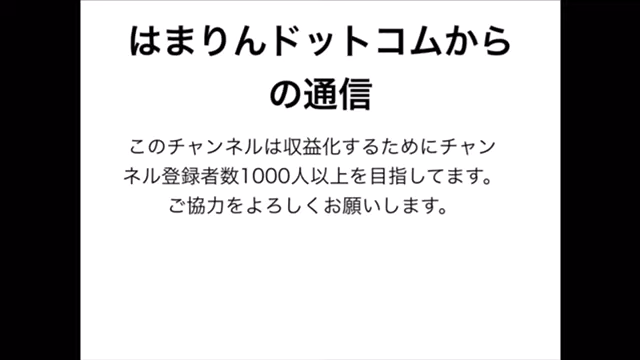 はまりんドットコムから
の通信
このチャンネルは収益化するためにチャン
ネル登録者数1000人以上を目指してます。
ご協力をよろしくお願いします。